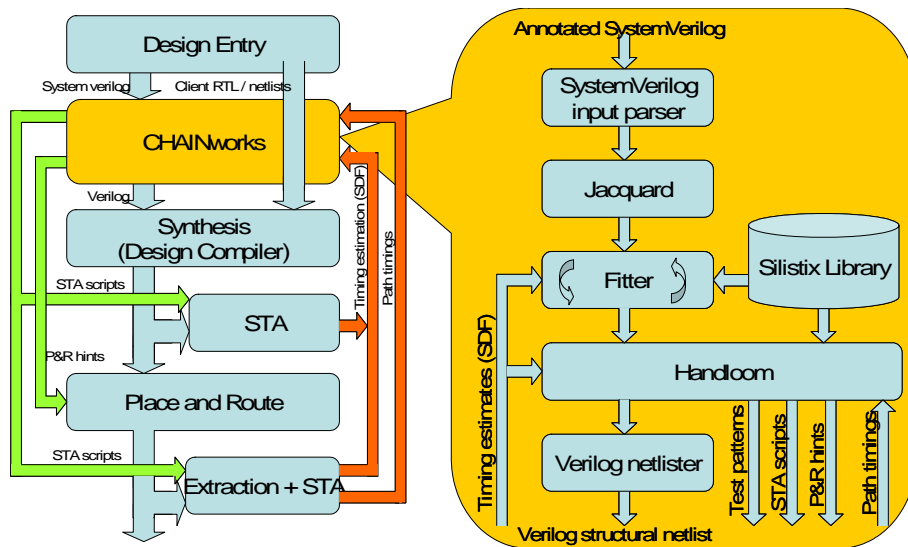 Design Entry
System verilog
Client RTL / netlists
CHAINworks
Verilog
Synthesis
(Design Compiler)
STA scripts
STA
P&R hints
Place and Route
STA scripts
Extraction + STA
Timing estimation (SDF)
Path timings
Annotated SystemVerilog
SystemVerilog
input parser
Jacquard
Fitter
Silistix Library
Handloom
Verilog netlister
Timing estimates (SDF)
Test patterns
STA scripts
P&R hints
Path timings
Verilog structural netlist